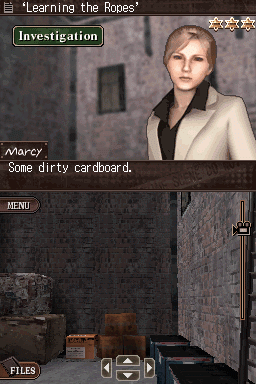 ‘Learning the Ropes’
Investigation
Marcy
Some dirty cardboard.
MENU
FILES